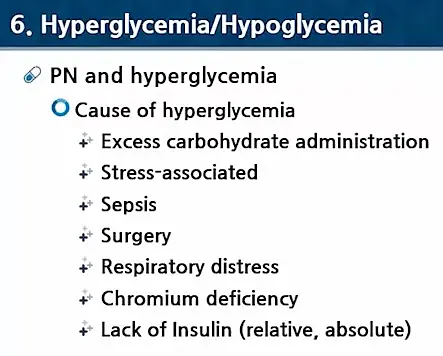 6. Hyperglycemia/Hypoglycemia
PN and hyperglycemia
Cause of hyperglycemia
Excess carbohydrate administration
Stress-associated
Sepsis
Surgery
Respiratory distress
Chromium deficiency
Lack of Insulin (relative, absolute)